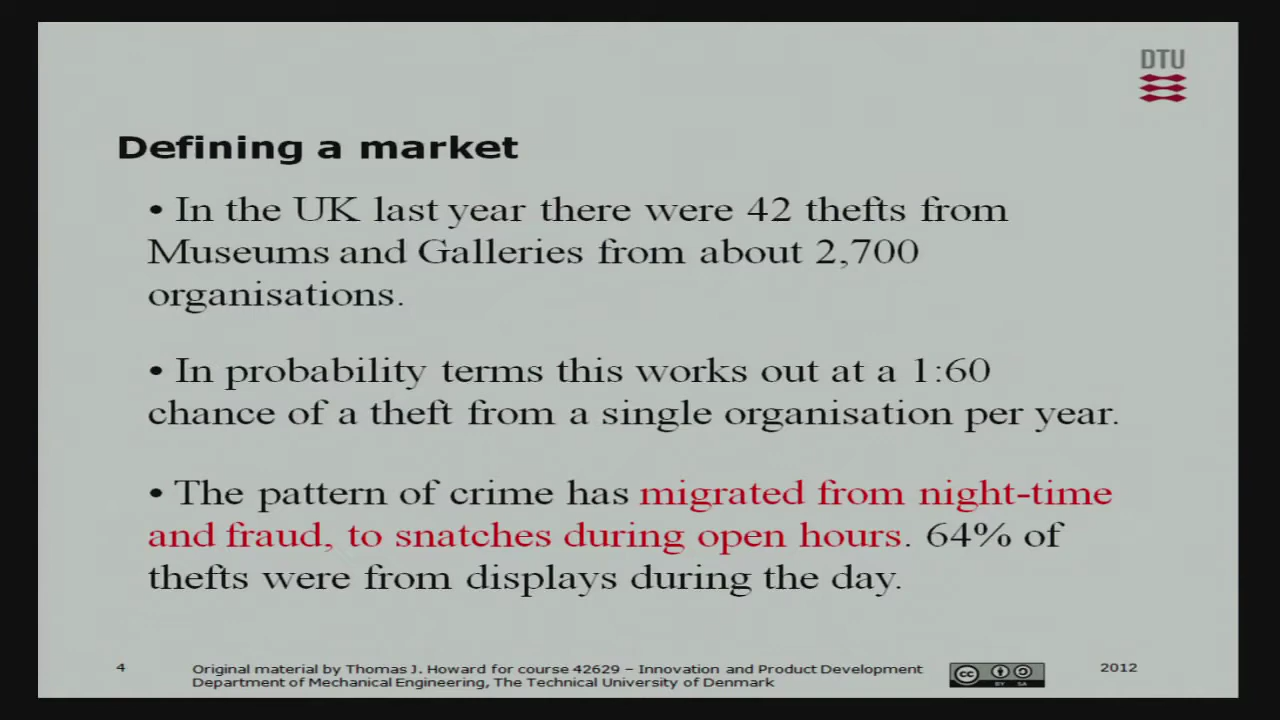 DTU
Defining a market
• In the UK last year there were 42 thefts from
Museums and Galleries from about 2,700
organisations.
• In probability terms this works out at a 1:60
chance of a theft from a single organisation per year.
• The pattern of crime has migrated from night-time
and fraud, to snatches during open hours. 64% of
thefts were from displays during the day.
4
Original material by Thomas J. Howard for course 42629 – Innovation and Product Development
Department of Mechanical Engineering, The Technical University of Denmark
cc BY SA
2012